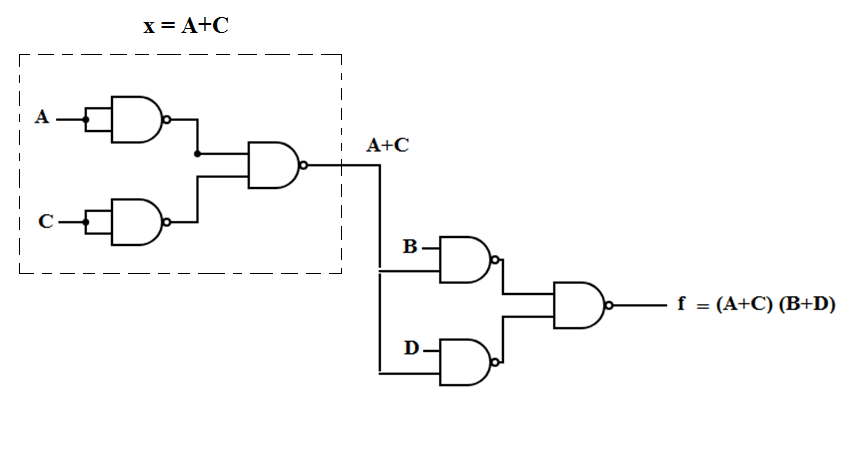 x = A+C
A
A+C
C
B
f = (A+C) (B+D)
D